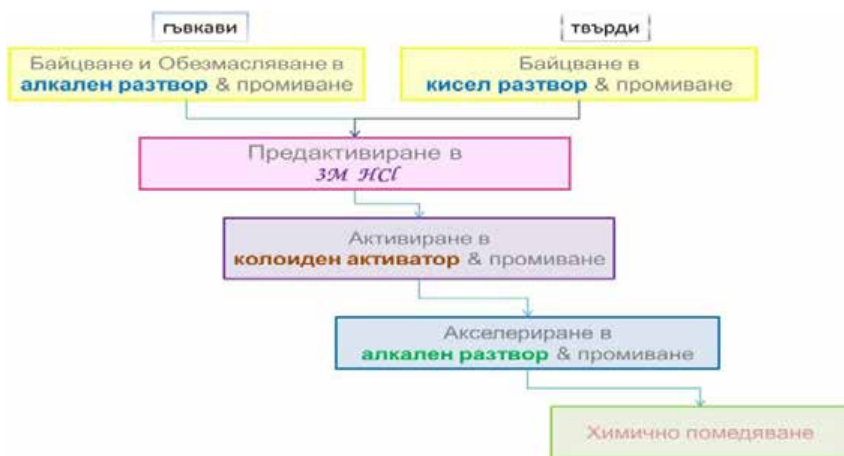 гъвкави
твърди
Байцване и Обезмасляване в
алкален разтвор & промиване
Байцване в
кисел разтвор & промиване
Предактивиране в
3M HCl
Активиране в
колоиден активатор & промиване
Акселериране в
алкален разтвор & промиване
Химично помедяване